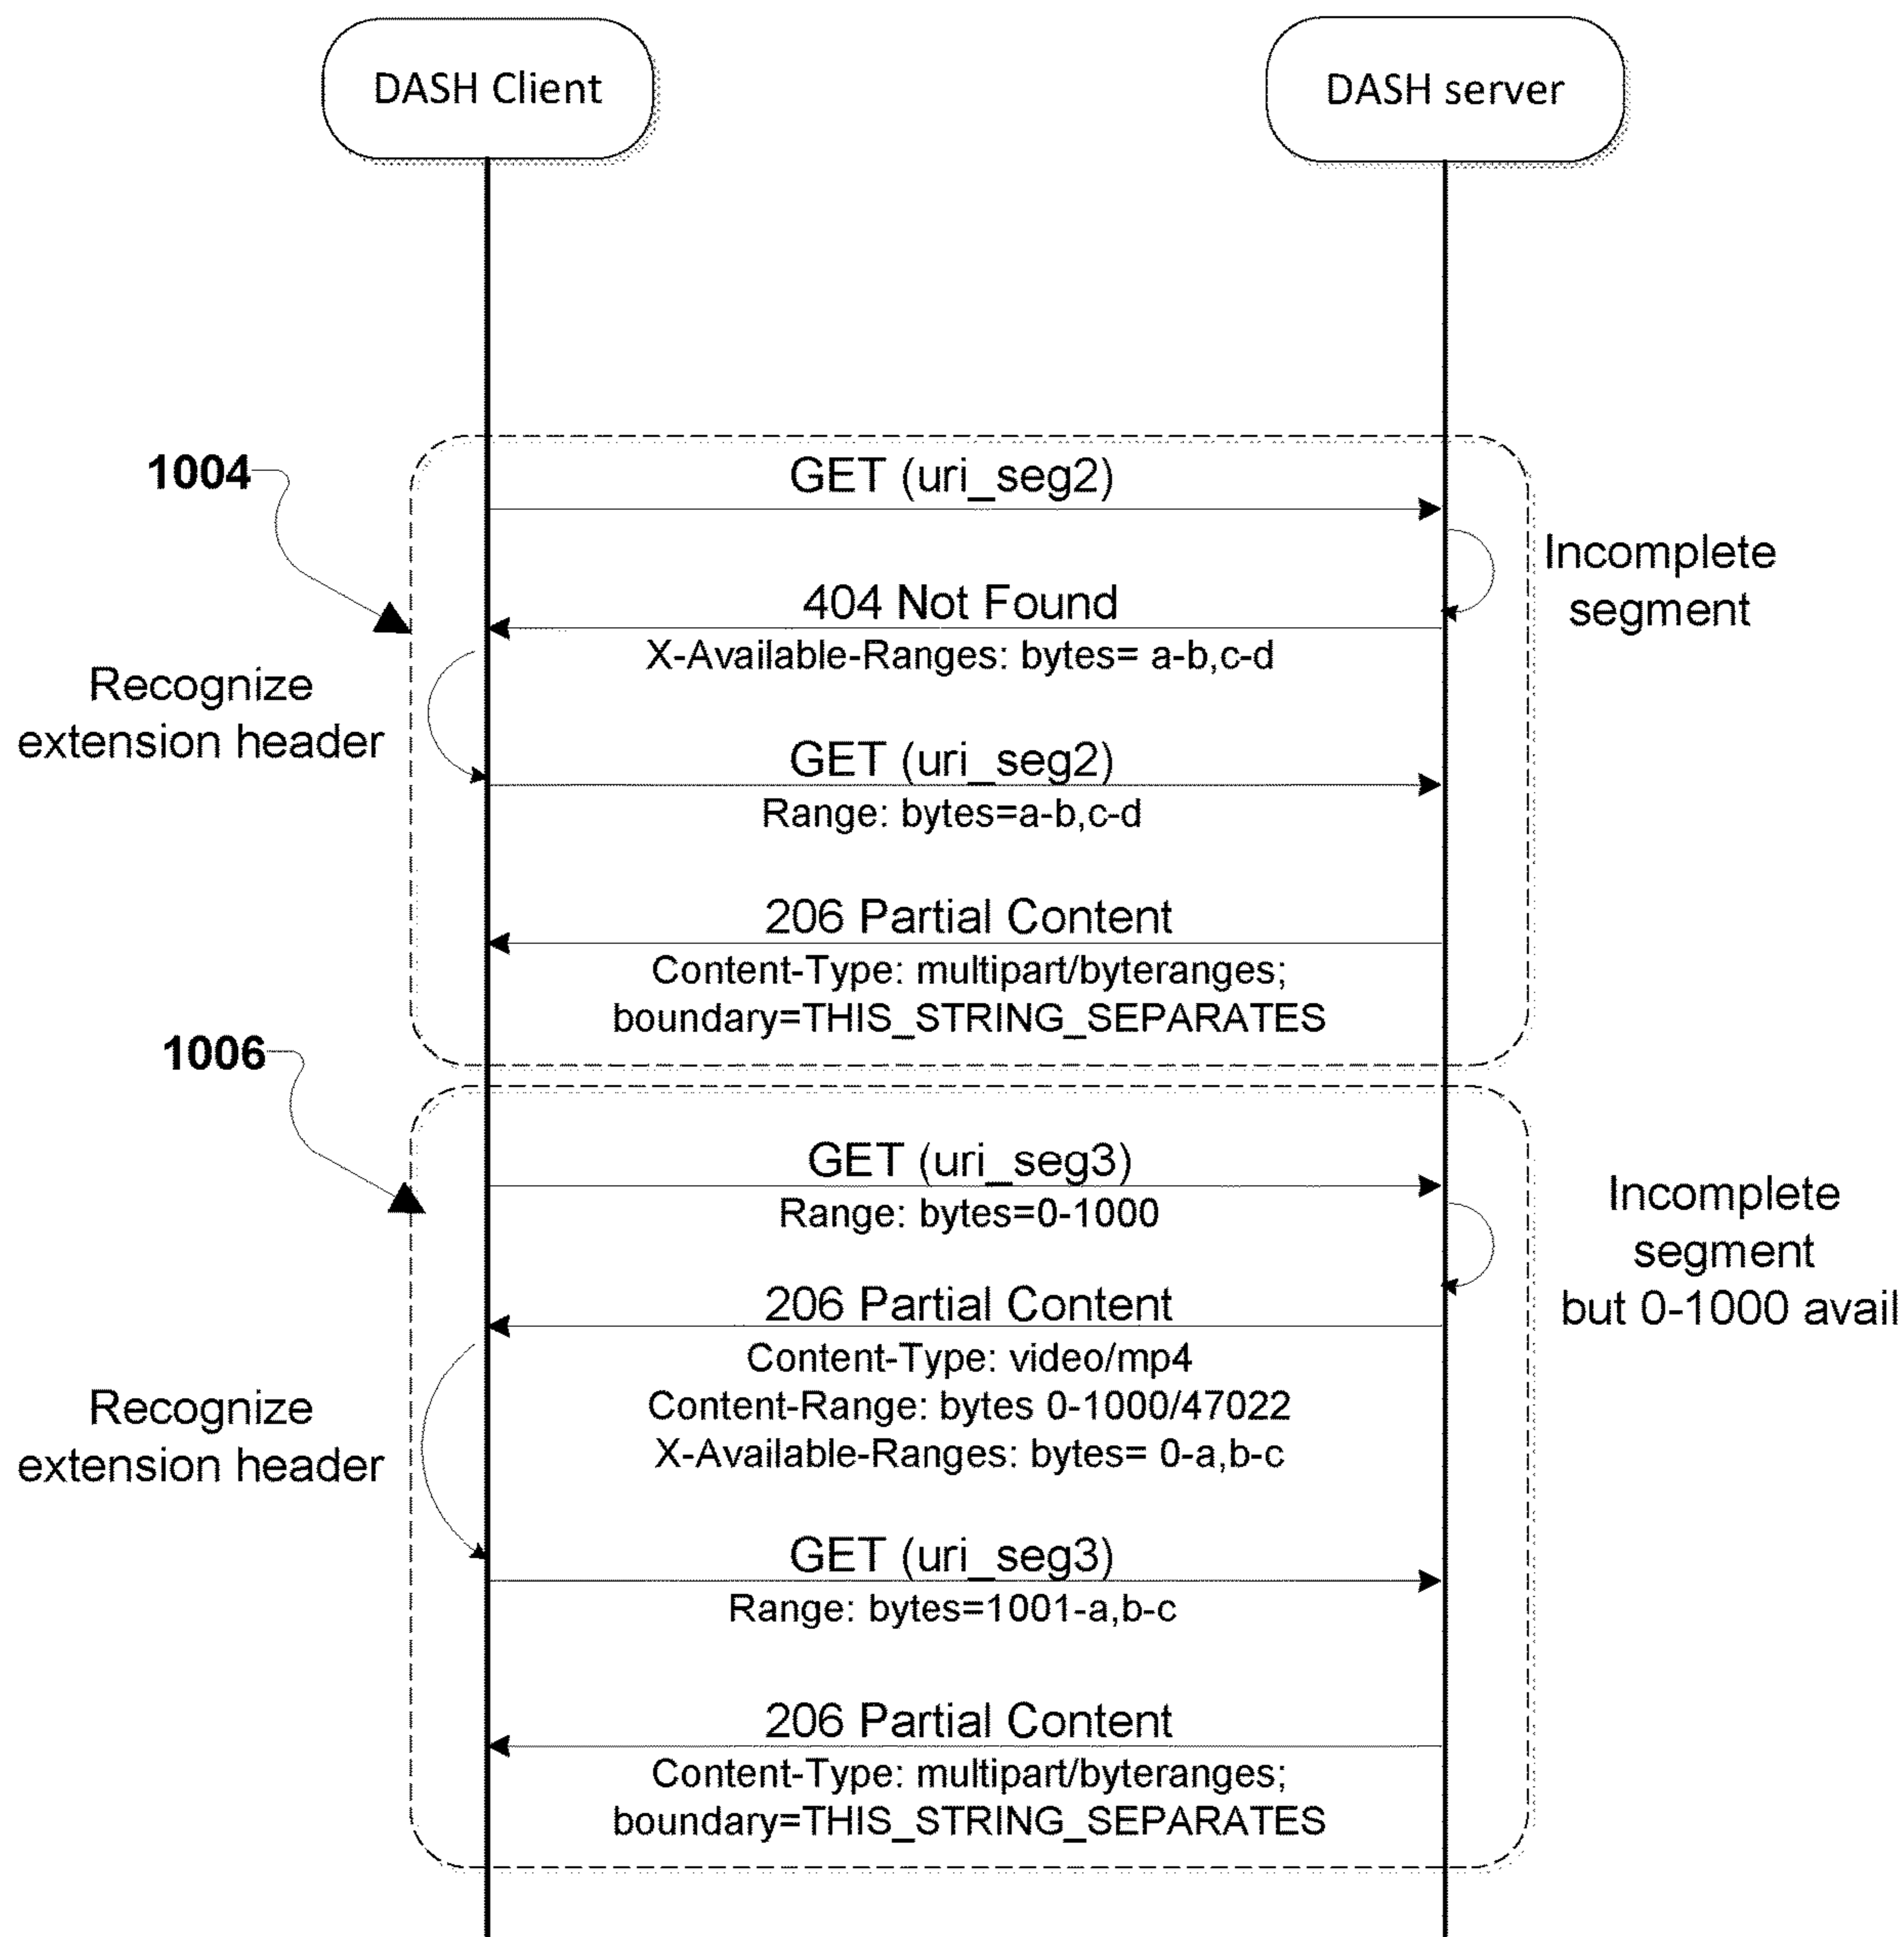 DASH Client
DASH server
1004
GET (uri_seg2)
Incomplete
segment
404 Not Found
X-Available-Ranges: bytes= a-b,c-d
Recognize
extension header
GET (uri_seg2)
Range: bytes=a-b,c-d
206 Partial Content
Content-Type: multipart/byteranges;
boundary=THIS_STRING_SEPARATES
1006
GET (uri_seg3)
Range: bytes=0-1000
Incomplete
segment
but 0-1000 avail
206 Partial Content
Content-Type: video/mp4
Content-Range: bytes 0-1000/47022
X-Available-Ranges: bytes= 0-a,b-c
Recognize
extension header
GET (uri_seg3)
Range: bytes=1001-a,b-c
206 Partial Content
Content-Type: multipart/byteranges;
boundary=THIS_STRING_SEPARATES